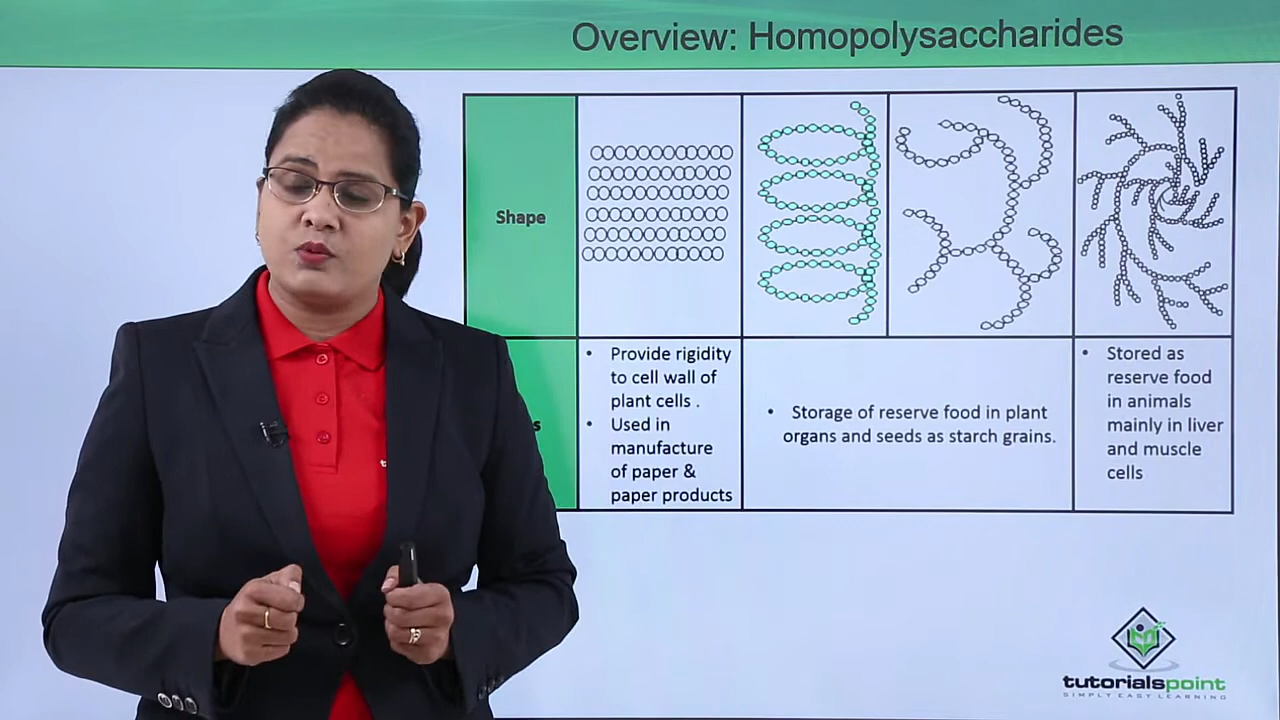 Overview: Homopolysaccharides
Shape
• Provide rigidity
to cell wall of
plant cells .
• Used in
manufacture
of paper &
paper products
• Storage of reserve food in plant
organs and seeds as starch grains.
• Stored as
reserve food
in animals
mainly in liver
and muscle
cells
tutorialspoint
SIMPLY EASY LEARNING